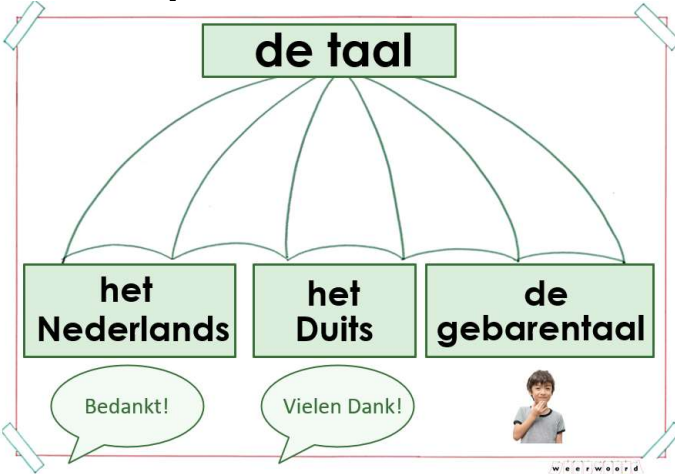 de taal
het
Nederlands
het
Duits
de
gebarentaal
Bedankt!
Vielen Dank!
weerwoord